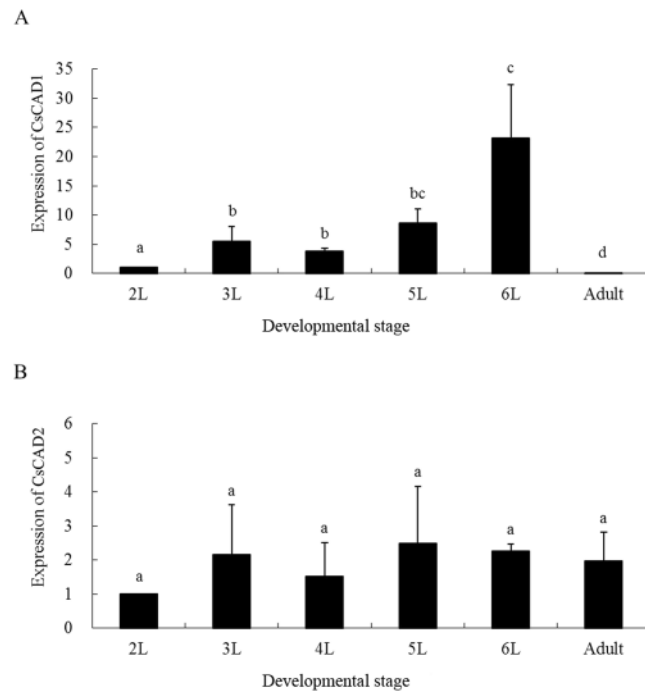 A
Expression of CsCAD1
35
30
25
20
15
10
5
0
a
b
b
bc
c
d
2L 3L 4L 5L 6L Adult
Developmental stage
B
Expression of CsCAD2
6
5
4
3
2
1
0
a
a
a
a
a
a
2L 3L 4L 5L 6L Adult
Developmental stage